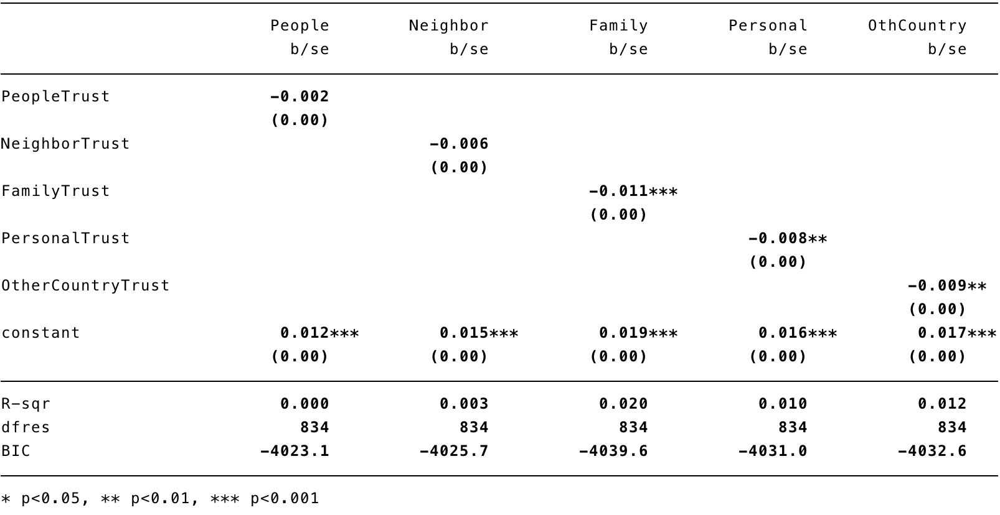 People Neighbor Family Personal OthCountry
b/se b/se b/se b/se b/se
PeopleTrust −0.002
(0.00)
NeighborTrust −0.006
(0.00)
FamilyTrust −0.011***
(0.00)
PersonalTrust −0.008**
(0.00)
OtherCountryTrust −0.009**
(0.00)
constant 0.012*** 0.015*** 0.019*** 0.016*** 0.017***
(0.00) (0.00) (0.00) (0.00) (0.00)
R−sqr 0.000 0.003 0.020 0.010 0.012
dfres 834 834 834 834 834
BIC −4023.1 −4025.7 −4039.6 −4031.0 −4032.6
* p<0.05, ** p<0.01, *** p<0.001